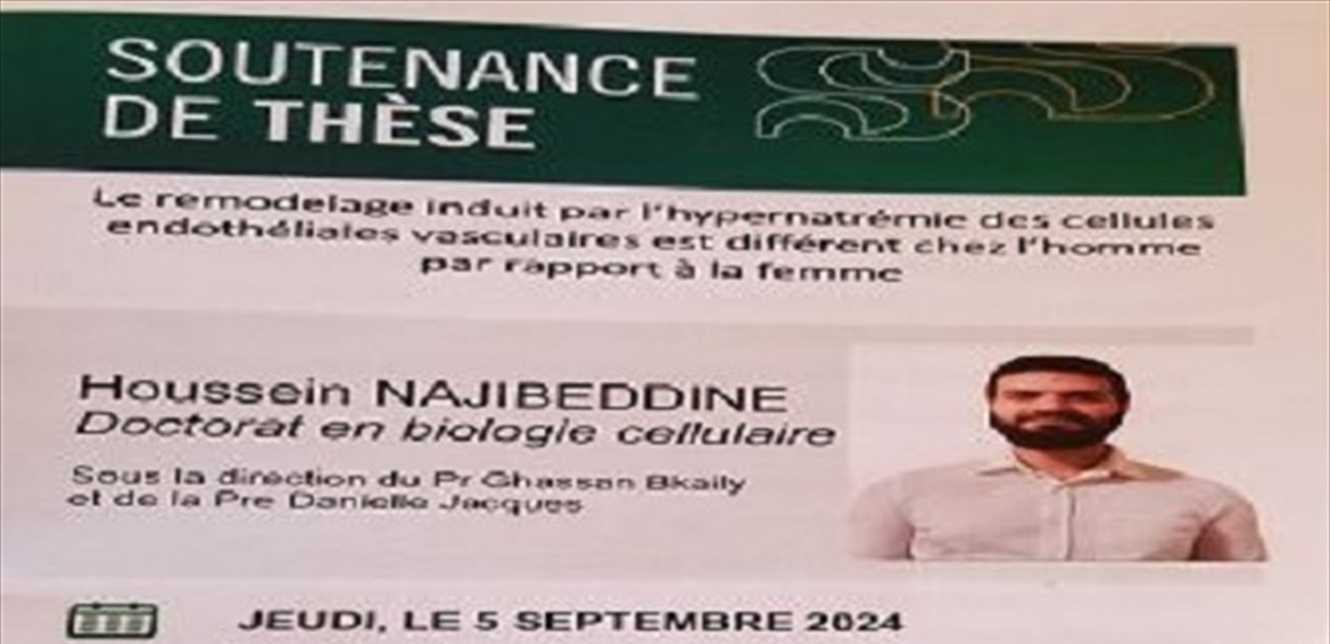 SOUTENANCE
DE THÈSE
Le remodelage induit par l'hypernatrémie des cellules
endothéliales vasculaires est différent chez l'homme
par rapport à la femme
Houssein NAJIBEDDINE
Doctorat en biologie cellulaire
Sous la direction du Pr Ghassan Bkaily
et de la Pre Danielle Jacques
JEUDI, LE 5 SEPTEMBRE 2024